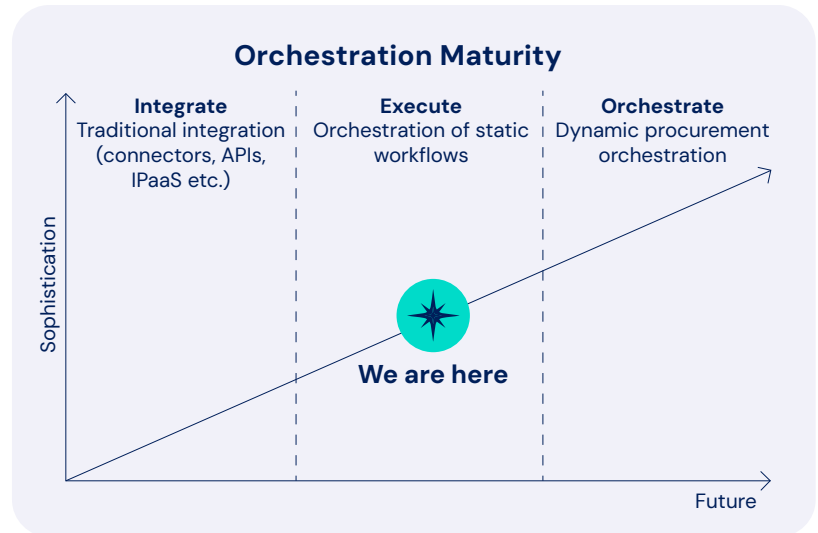 Orchestration Maturity
Integrate
Traditional integration
(connectors, APIs,
IPaaS etc.)
Execute
Orchestration of static
workflows
Orchestrate
Dynamic procurement
orchestration
Sophistication
We are here
Future